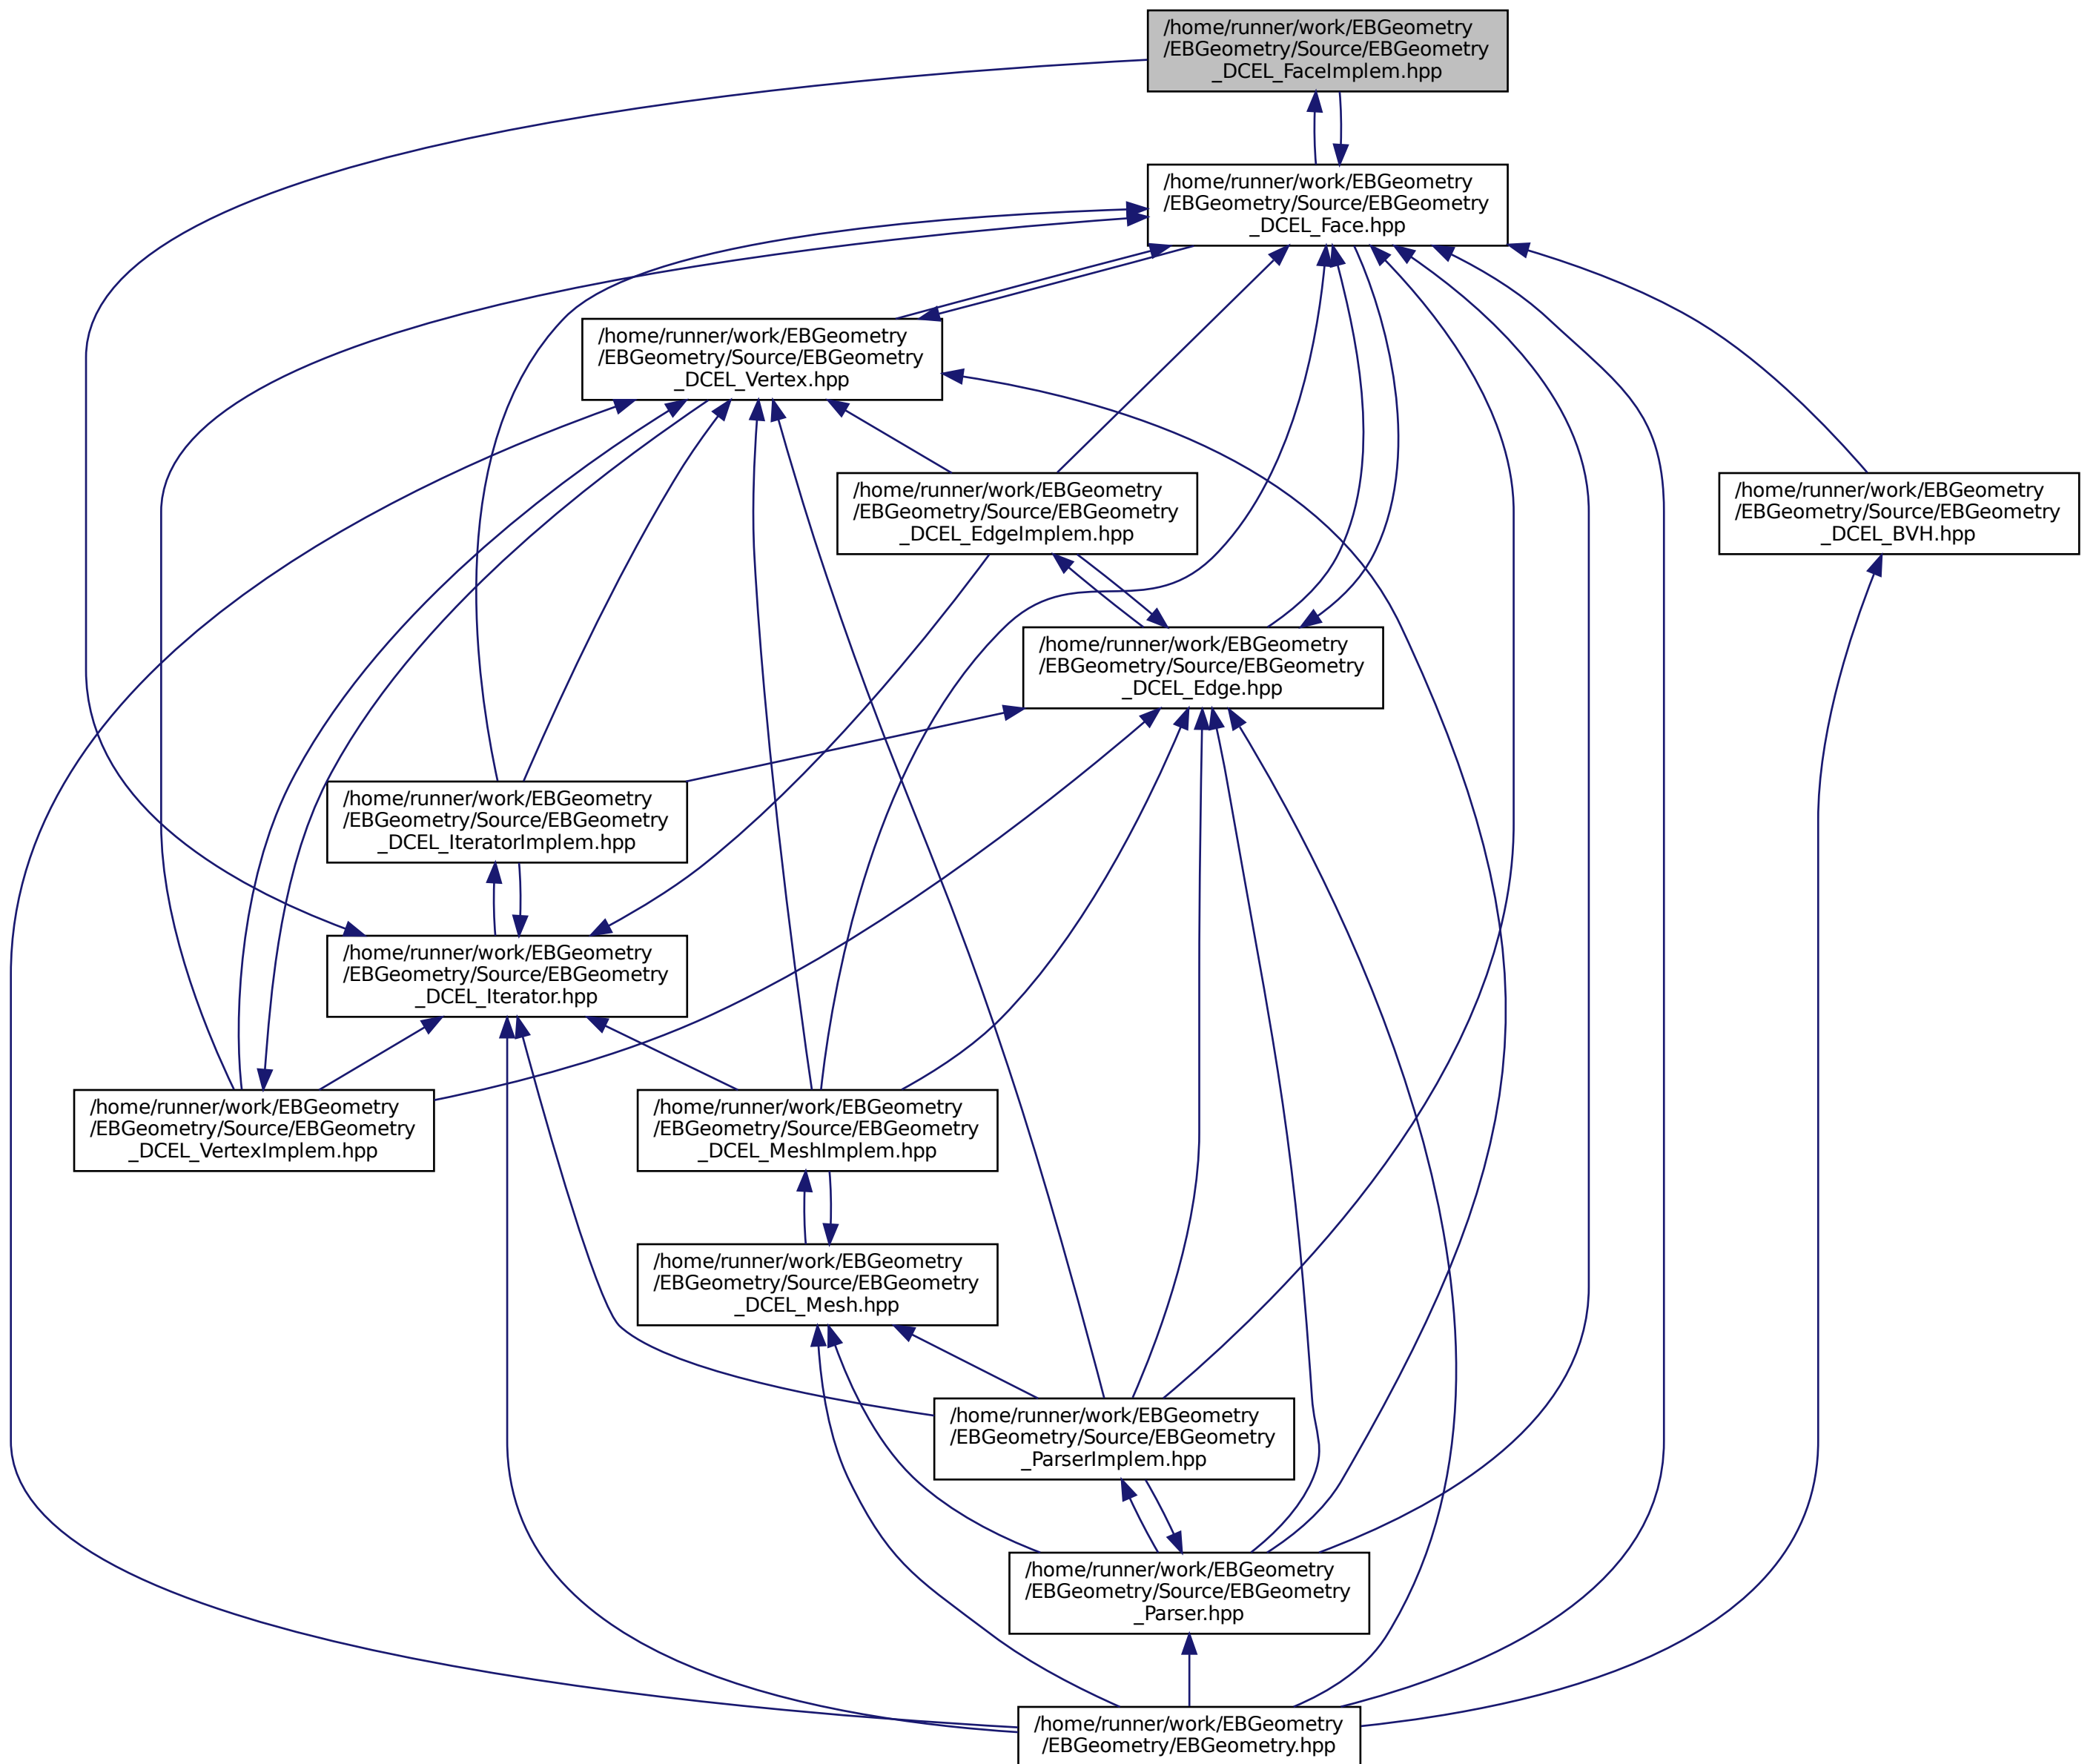 /home/runner/work/EBGeometry
/EBGeometry/Source/EBGeometry
_DCEL_FaceImplem.hpp
/home/runner/work/EBGeometry
/EBGeometry/Source/EBGeometry
_DCEL_Face.hpp
/home/runner/work/EBGeometry
/EBGeometry/Source/EBGeometry
_DCEL_Vertex.hpp
/home/runner/work/EBGeometry
/EBGeometry/Source/EBGeometry
_DCEL_EdgeImplem.hpp
/home/runner/work/EBGeometry
/EBGeometry/Source/EBGeometry
_DCEL_BVH.hpp
/home/runner/work/EBGeometry
/EBGeometry/Source/EBGeometry
_DCEL_Edge.hpp
/home/runner/work/EBGeometry
/EBGeometry/Source/EBGeometry
_DCEL_IteratorImplem.hpp
/home/runner/work/EBGeometry
/EBGeometry/Source/EBGeometry
_DCEL_Iterator.hpp
/home/runner/work/EBGeometry
/EBGeometry/Source/EBGeometry
_DCEL_VertexImplem.hpp
/home/runner/work/EBGeometry
/EBGeometry/Source/EBGeometry
_DCEL_MeshImplem.hpp
/home/runner/work/EBGeometry
/EBGeometry/Source/EBGeometry
_DCEL_Mesh.hpp
/home/runner/work/EBGeometry
/EBGeometry/Source/EBGeometry
_ParserImplem.hpp
/home/runner/work/EBGeometry
/EBGeometry/Source/EBGeometry
_Parser.hpp
/home/runner/work/EBGeometry
/EBGeometry/EBGeometry.hpp